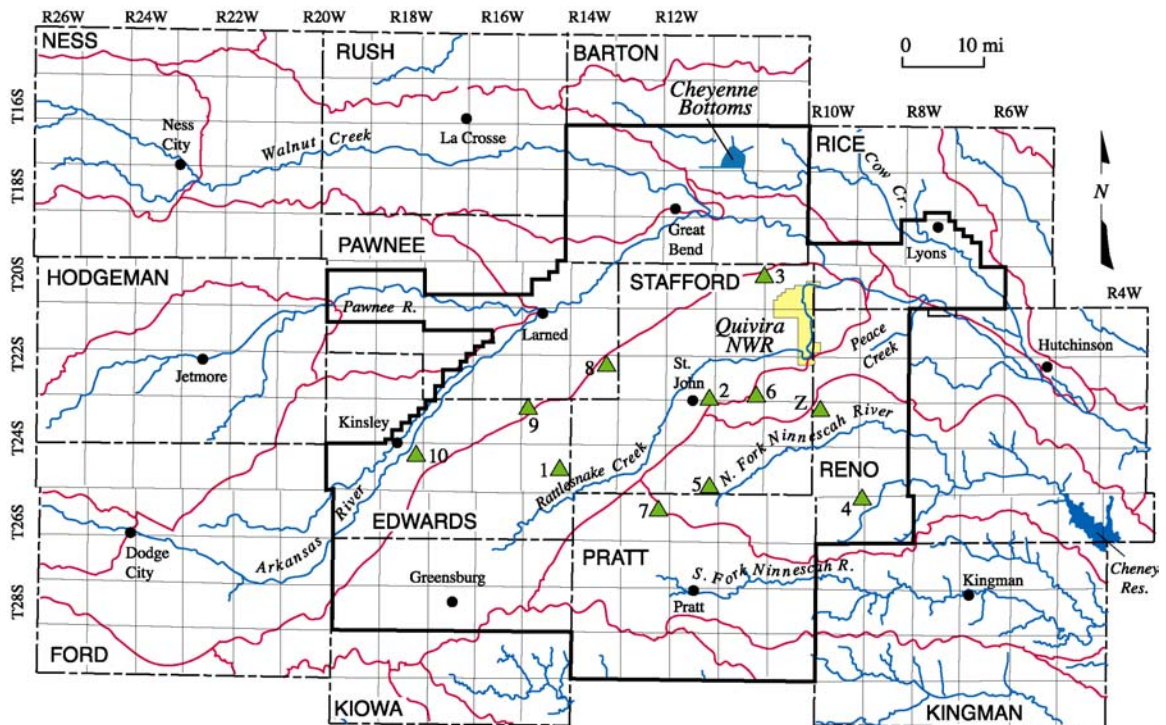 R26W R24W R22W R20W R18W R16W R14W R12W
NESS
RUSH
BARTON
0 10 mi
Cheyenne
Bottoms
R10W R8W R6W
T16S
Ness
City
La Crosse
Walnut Creek
RICE
Cow Cr.
N
T18S
Great
Bend
Lyons
PAWNEE
T20S
HODGEMAN
STAFFORD
3
R4W
Pawnee R.
Larned
Quivira
NWR
Peace
Creek
Hutchinson
T22S
Jetmore
8
St.
John
2
6
Z
9
Kinsley
T24S
10
1
Rattlesnake Creek
N. Fork Ninnescah River
5
RENO
4
7
T26S
Dodge
City
Arkansas River
EDWARDS
PRATT
Cheney
Res.
Greensburg
S. Fork Ninnescah R.
Pratt
Kingman
T28S
FORD
KIOWA
KINGMAN